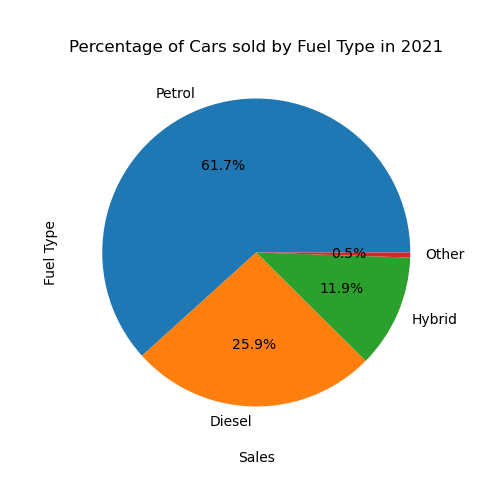 Percentage of Cars sold by Fuel Type in 2021
Petrol
61.7%
Fuel Type
0.5%
Other
11.9%
Hybrid
25.9%
Diesel
Sales